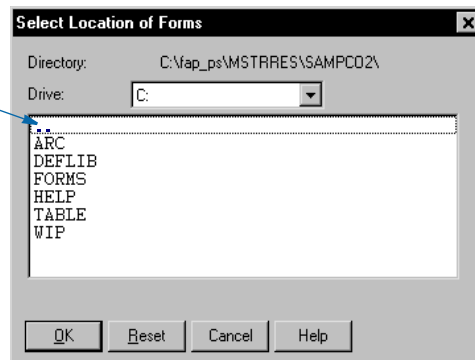 Select Location of Forms
Directory: C:\fap_ps\MSTRRES\SAMPCO2\
Drive: C:
..
ARC
DEFLIB
FORMS
HELP
TABLE
WIP
OK Reset Cancel Help